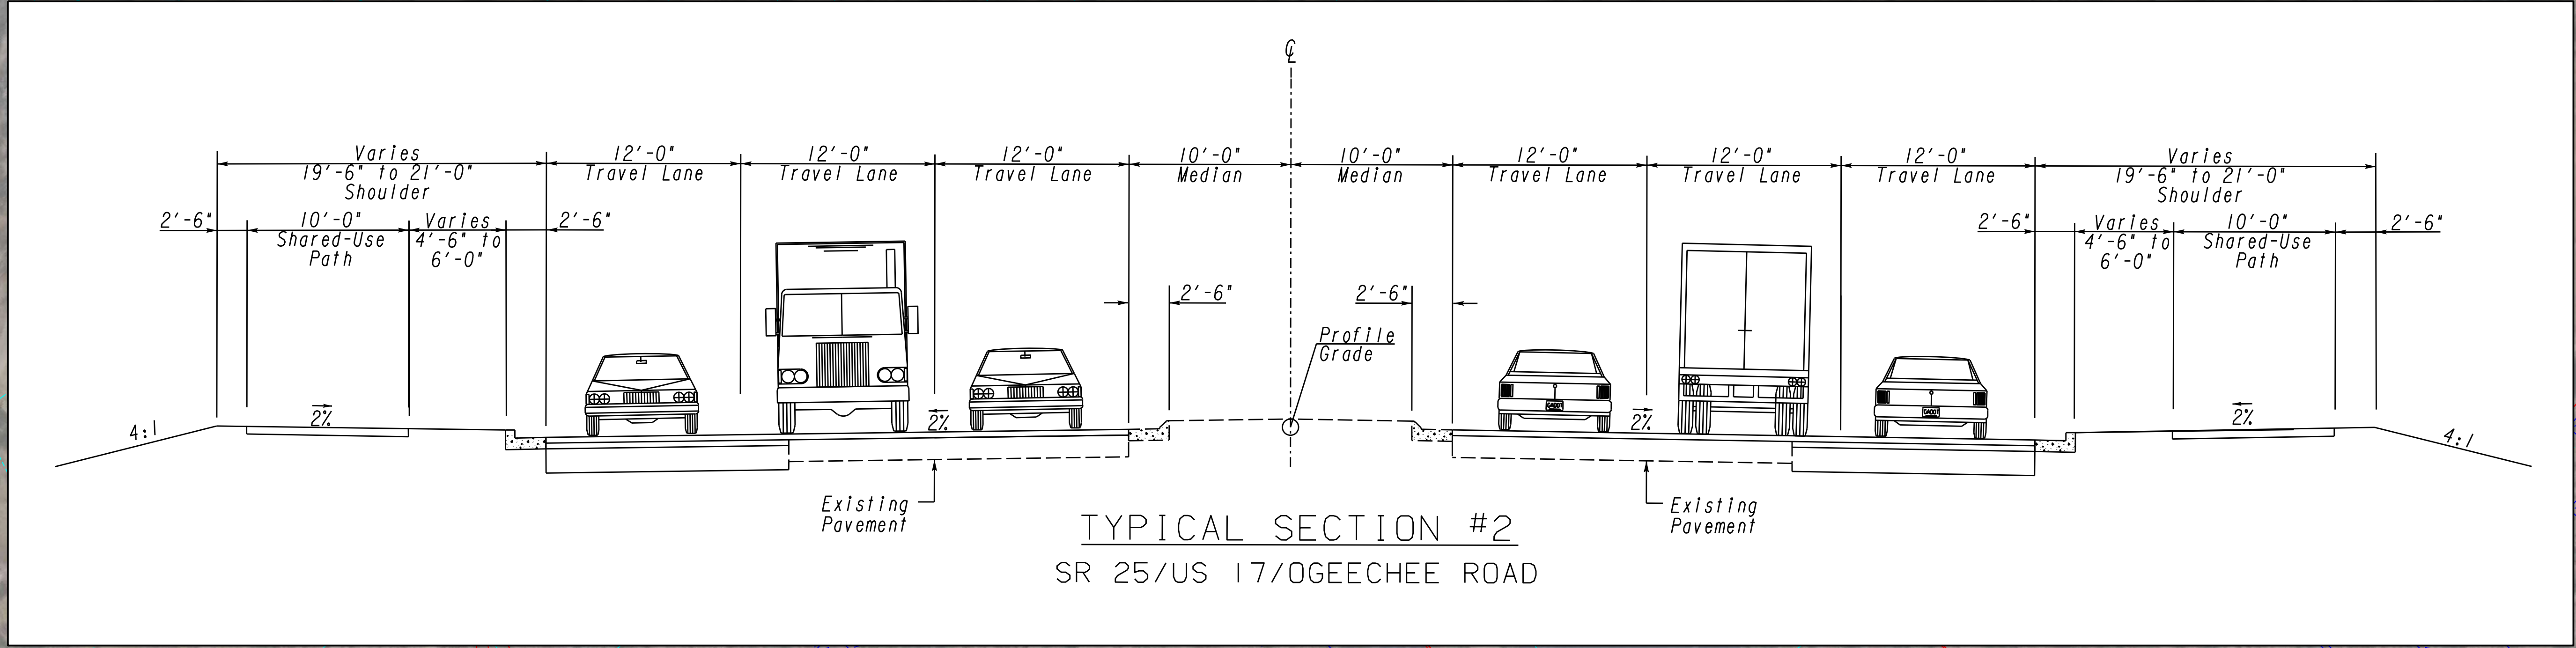 ℄
Varies
19'-6" to 21'-0"
Shoulder
12'-0"
Travel Lane
12'-0"
Travel Lane
12'-0"
Travel Lane
10'-0"
Median
10'-0"
Median
12'-0"
Travel Lane
12'-0"
Travel Lane
12'-0"
Travel Lane
Varies
19'-6" to 21'-0"
Shoulder
2'-6"
10'-0"
Shared-Use
Path
Varies
4'-6" to
6'-0"
2'-6"
2'-6"
2'-6"
2'-6"
Varies
4'-6" to
6'-0"
10'-0"
Shared-Use
Path
2'-6"
Profile
Grade
4:1
2%
2%
2%
2%
4:1
GADOT
GADOT
Existing
Pavement
Existing
Pavement
TYPICAL SECTION #2
SR 25/US 17/OGEECHEE ROAD